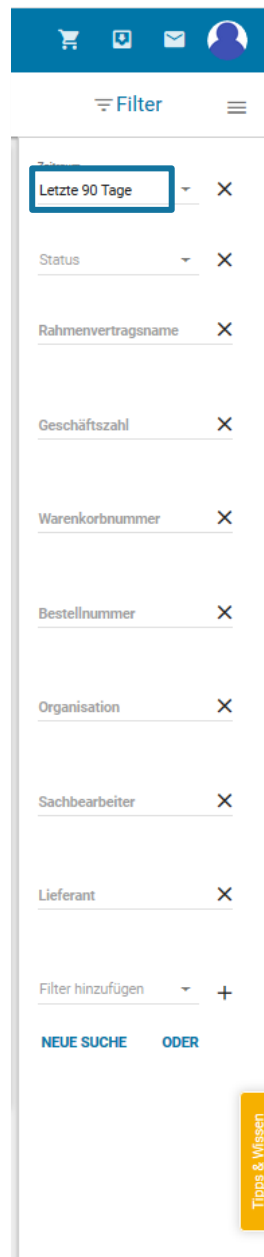 Filter
Zeitraum
Letzte 90 Tage
Status
Rahmenvertragsname
Geschäftszahl
Warenkorbnummer
Bestellnummer
Organisation
Sachbearbeiter
Lieferant
Filter hinzufügen
NEUE SUCHE ODER
Tipps & Wissen